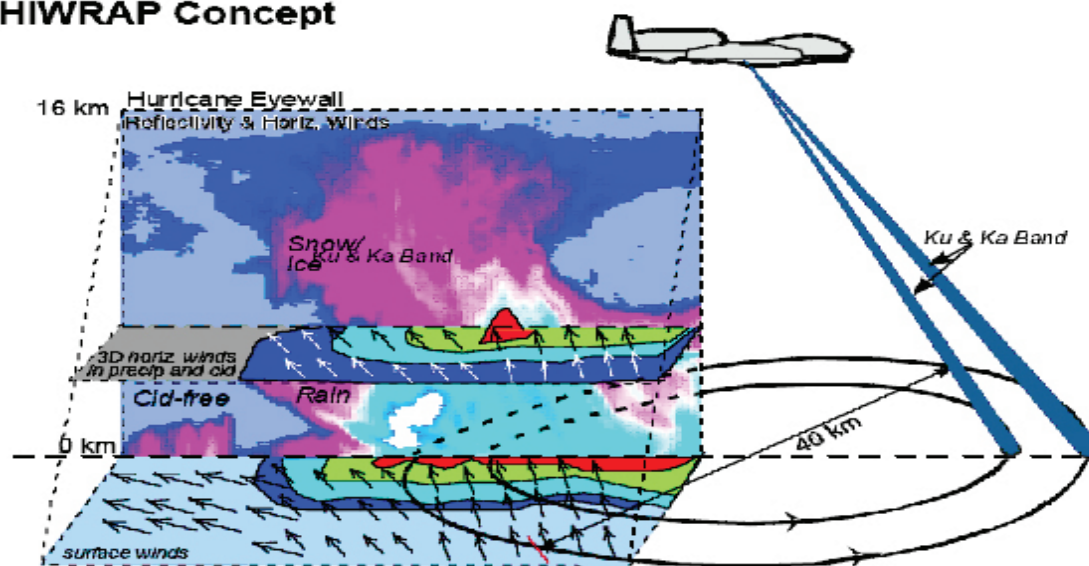 HIWRAP Concept
16 km
Hurricane Eyewall
Reflectivity & Horiz. Winds
Snow/
Ice
Ku & Ka Band
Ku & Ka Band
3D horiz winds
in precip and cld
Cld-free
Rain
0 km
40 km
surface winds